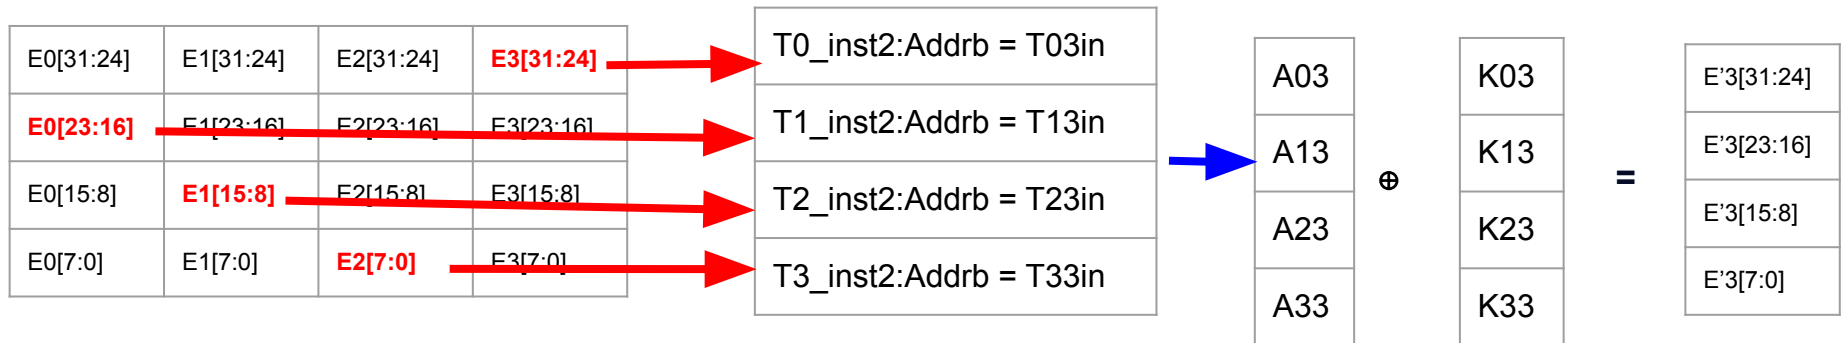 E0[31:24] E1[31:24] E2[31:24] E3[31:24]
E0[23:16] E1[23:16] E2[23:16] E3[23:16]
E0[15:8] E1[15:8] E2[15:8] E3[15:8]
E0[7:0] E1[7:0] E2[7:0] E3[7:0]
T0_inst2:Addrb = T03in
T1_inst2:Addrb = T13in
T2_inst2:Addrb = T23in
T3_inst2:Addrb = T33in
A03
A13
A23
A33
⊕
K03
K13
K23
K33
=
E’3[31:24]
E’3[23:16]
E’3[15:8]
E’3[7:0]